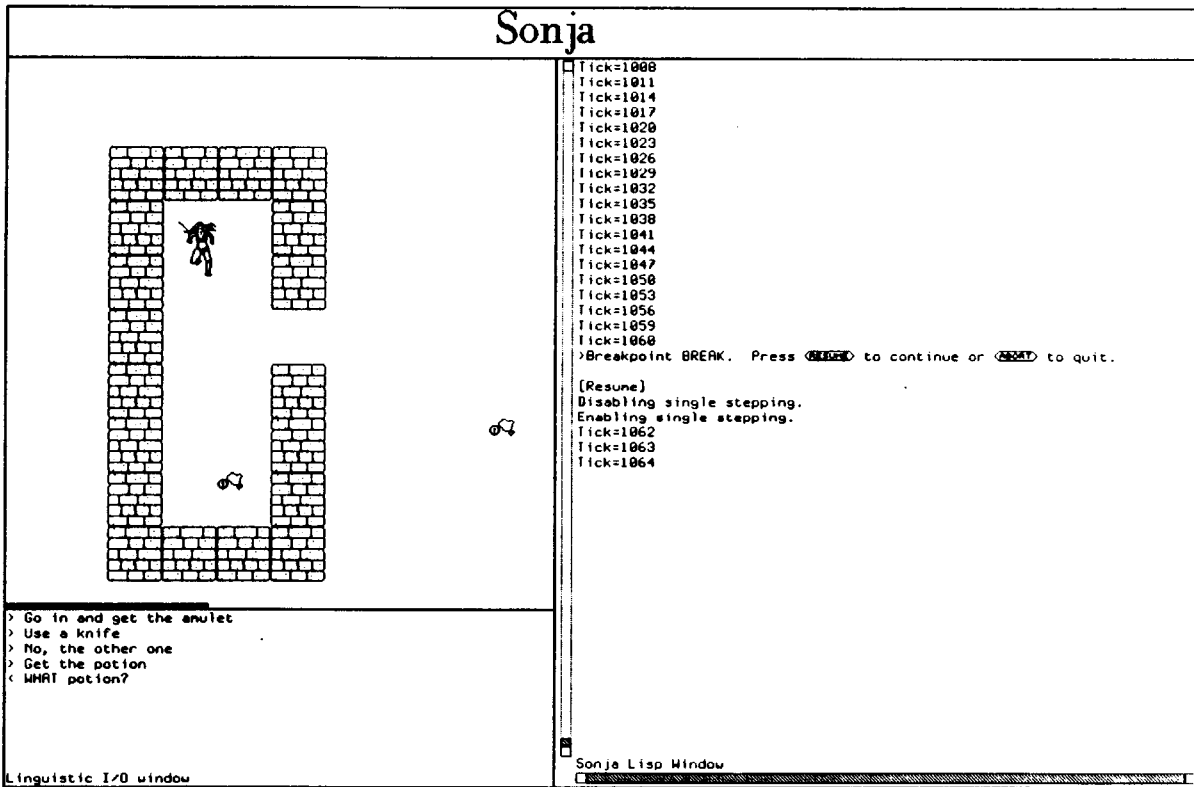 Sonja
Tick=1008
Tick=1011
Tick=1014
Tick=1017
Tick=1020
Tick=1023
Tick=1026
Tick=1029
Tick=1032
Tick=1035
Tick=1038
Tick=1041
Tick=1044
Tick=1047
Tick=1050
Tick=1053
Tick=1056
Tick=1059
Tick=1060
>Breakpoint BREAK. Press RESUME to continue or ABORT to quit.
[Resume]
Disabling single stepping.
Enabling single stepping.
Tick=1062
Tick=1063
Tick=1064
Sonja Lisp Window
> Go in and get the amulet
> Use a knife
> No, the other one
> Get the potion
< WHAT potion?
Linguistic I/O window